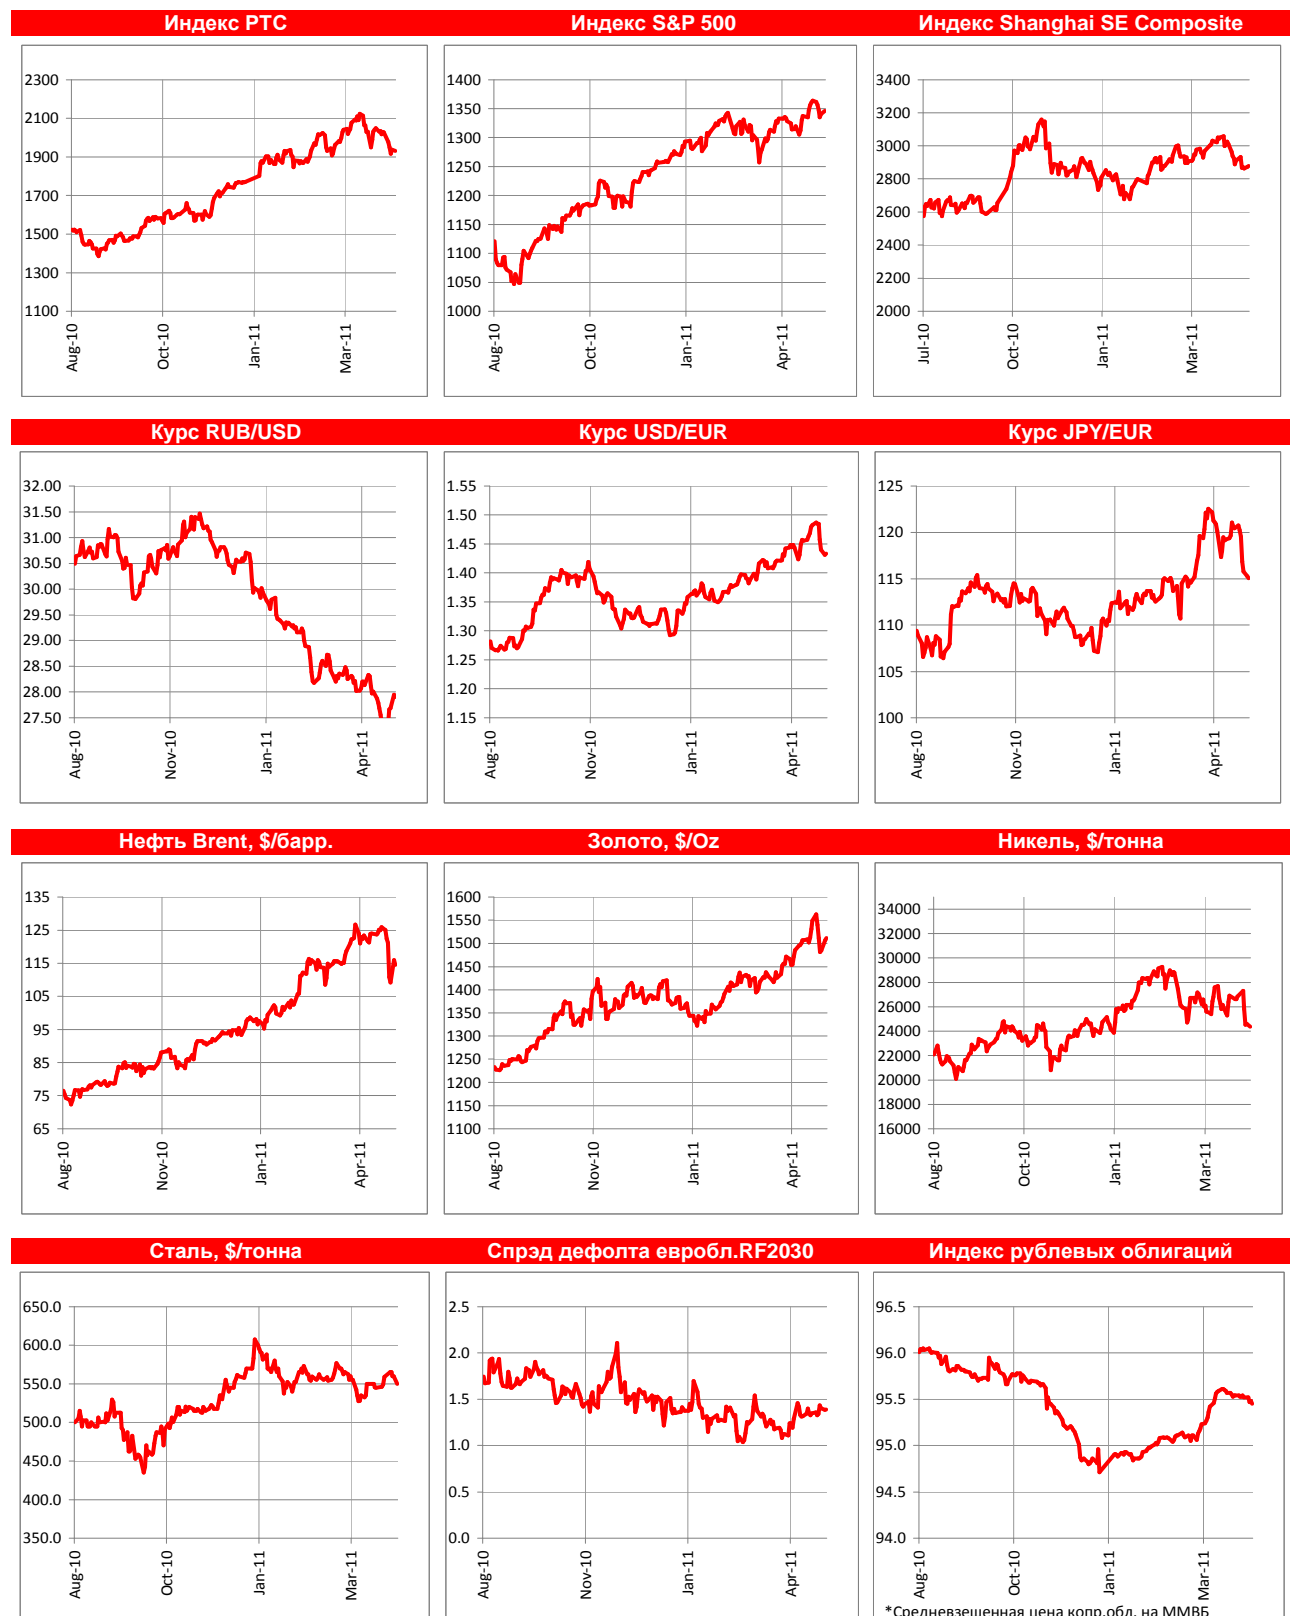 Индекс РТС
Индекс S&P 500
Индекс Shanghai SE Composite
2300
2100
1900
1700
1500
1300
1100
Aug-10
Oct-10
Jan-11
Mar-11
1400
1350
1300
1250
1200
1150
1100
1050
1000
Aug-10
Oct-10
Jan-11
Apr-11
3400
3200
3000
2800
2600
2400
2200
2000
Jul-10
Oct-10
Jan-11
Mar-11
Курс RUB/USD
Курс USD/EUR
Курс JPY/EUR
32.00
31.50
31.00
30.50
30.00
29.50
29.00
28.50
28.00
27.50
Aug-10
Nov-10
Jan-11
Apr-11
1.55
1.50
1.45
1.40
1.35
1.30
1.25
1.20
1.15
Aug-10
Nov-10
Jan-11
Apr-11
125
120
115
110
105
100
Aug-10
Nov-10
Jan-11
Apr-11
Нефть Brent, $/барр.
Золото, $/Oz
Никель, $/тонна
135
125
115
105
95
85
75
65
Aug-10
Nov-10
Jan-11
Apr-11
1600
1550
1500
1450
1400
1350
1300
1250
1200
1150
1100
Aug-10
Nov-10
Jan-11
Apr-11
34000
32000
30000
28000
26000
24000
22000
20000
18000
16000
Aug-10
Oct-10
Jan-11
Mar-11
Сталь, $/тонна
Спрэд дефолта евробл.RF2030
Индекс рублевых облигаций
650.0
600.0
550.0
500.0
450.0
400.0
350.0
Aug-10
Oct-10
Jan-11
Mar-11
2.5
2.0
1.5
1.0
0.5
0.0
Aug-10
Nov-10
Jan-11
Apr-11
96.5
96.0
95.5
95.0
94.5
94.0
Aug-10
Oct-10
Jan-11
Mar-11
*Средневзешенная цена копр.обл. на ММВБ